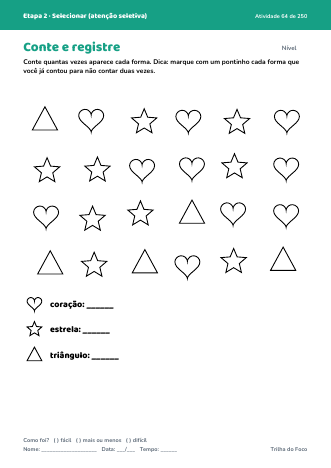 Etapa 2 · Selecionar (atenção seletiva)
Atividade 64 de 250
Conte e registre
Nível
Conte quantas vezes aparece cada forma. Dica: marque com um pontinho cada forma que
você já contou para não contar duas vezes.
coração: ______
estrela: ______
triângulo: ______
Como foi? ( ) fácil ( ) mais ou menos ( ) difícil
Nome: ____________________ Data: ___/___ Tempo: ______
Trilha do Foco